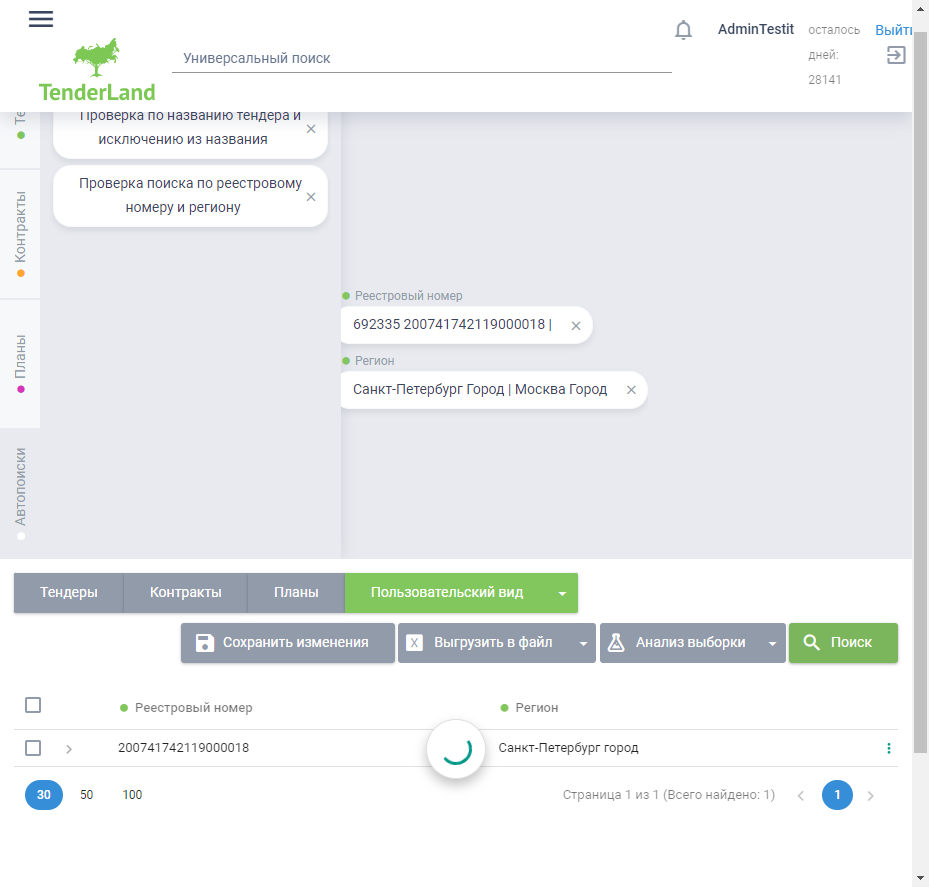 AdminTestit
осталось
дней:
28141
Выйти
Универсальный поиск
TenderLand
Проверка по названию тендера и
исключению из названия
Проверка поиска по реестровому
номеру и региону
Контракты
Планы
Автопоиски
Реестровый номер
692335 200741742119000018 |
Регион
Санкт-Петербург Город | Москва Город
Тендеры
Контракты
Планы
Пользовательский вид
Сохранить изменения
Выгрузить в файл
Анализ выборки
Поиск
Реестровый номер
Регион
200741742119000018
Санкт-Петербург город
30
50
100
Страница 1 из 1 (Всего найдено: 1)
1